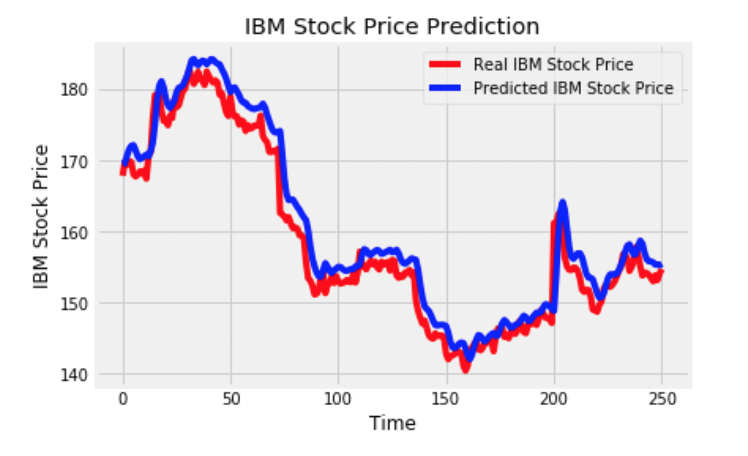 IBM Stock Price Prediction
Real IBM Stock Price
Predicted IBM Stock Price
IBM Stock Price
180
170
160
150
140
0 50 100 150 200 250
Time